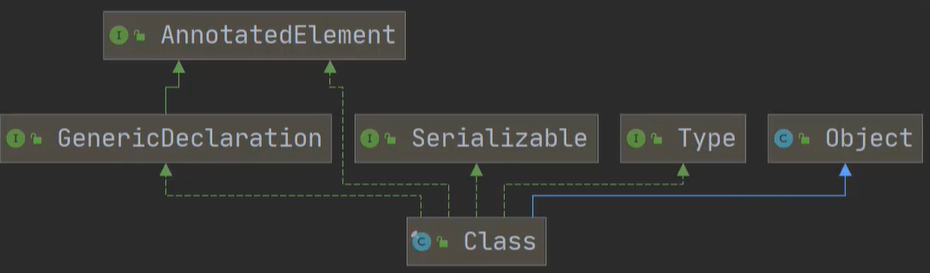 I AnnotatedElement
I GenericDeclaration
I Serializable
I Type
C Object
C Class